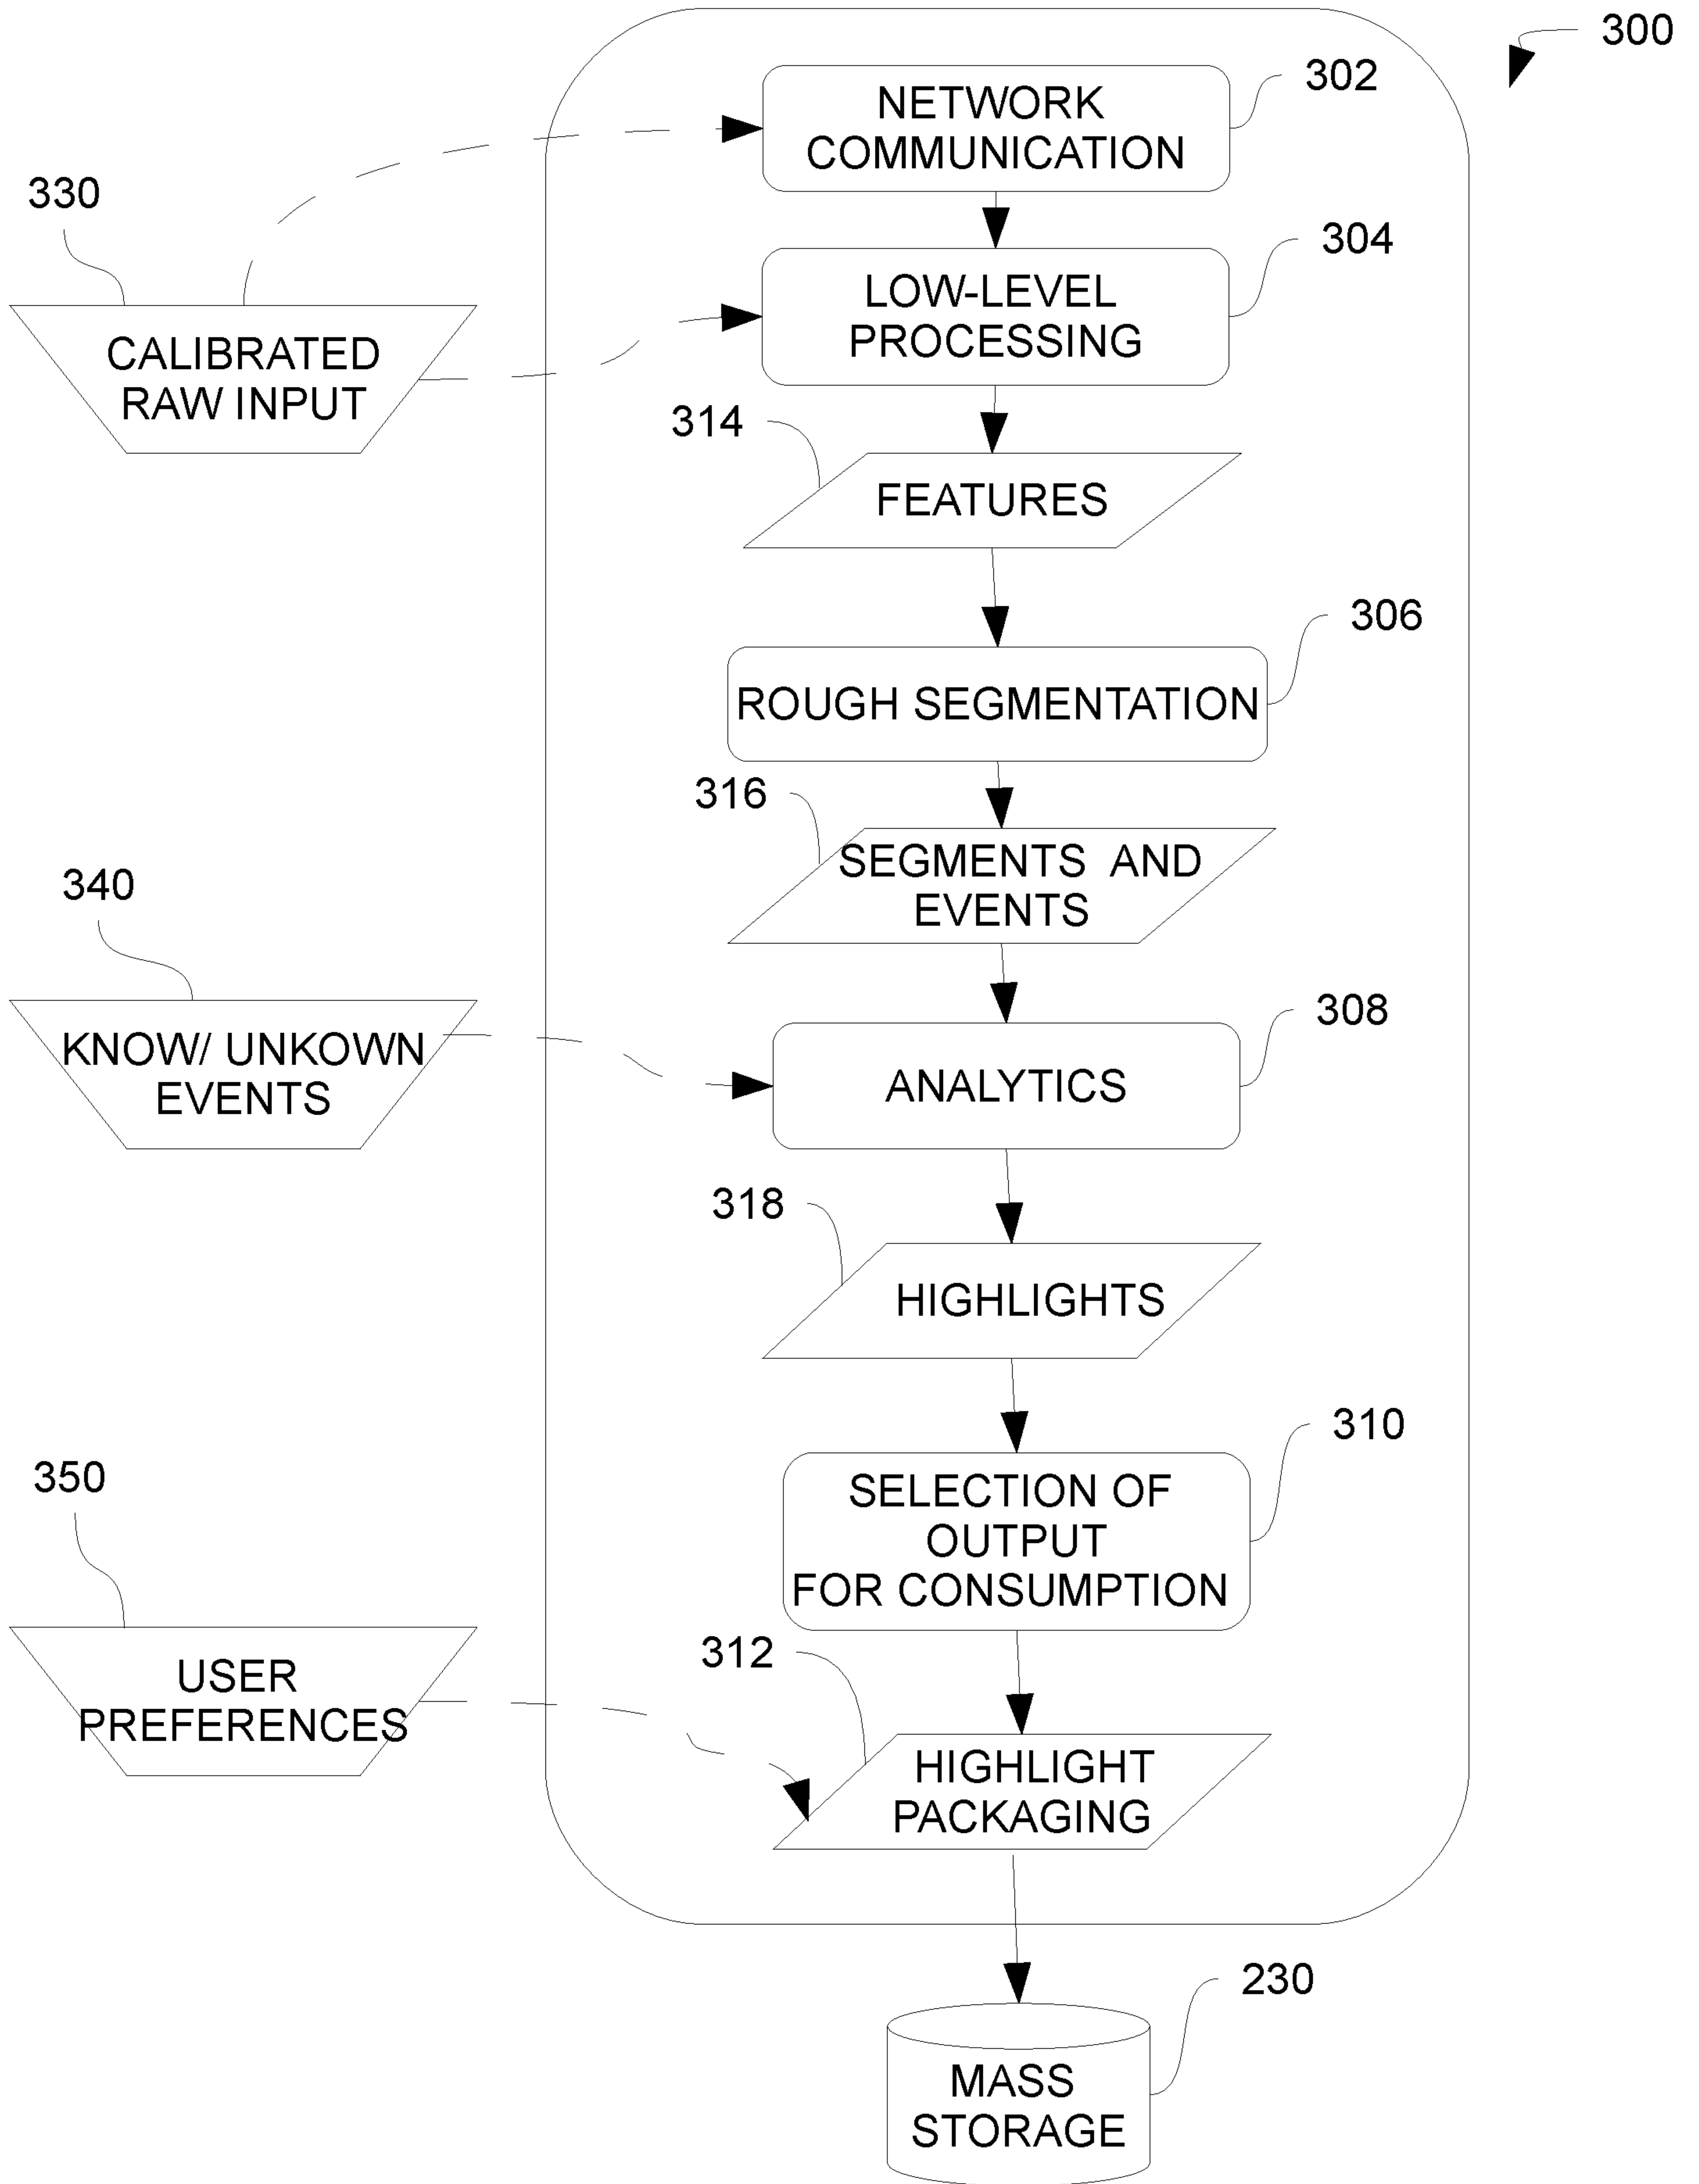 300
302
NETWORK
COMMUNICATION
330
304
LOW-LEVEL
PROCESSING
CALIBRATED
RAW INPUT
314
FEATURES
306
ROUGH SEGMENTATION
316
SEGMENTS AND
EVENTS
340
308
KNOW/ UNKOWN
EVENTS
ANALYTICS
318
HIGHLIGHTS
310
350
SELECTION OF
OUTPUT
FOR CONSUMPTION
312
USER
PREFERENCES
HIGHLIGHT
PACKAGING
230
MASS
STORAGE